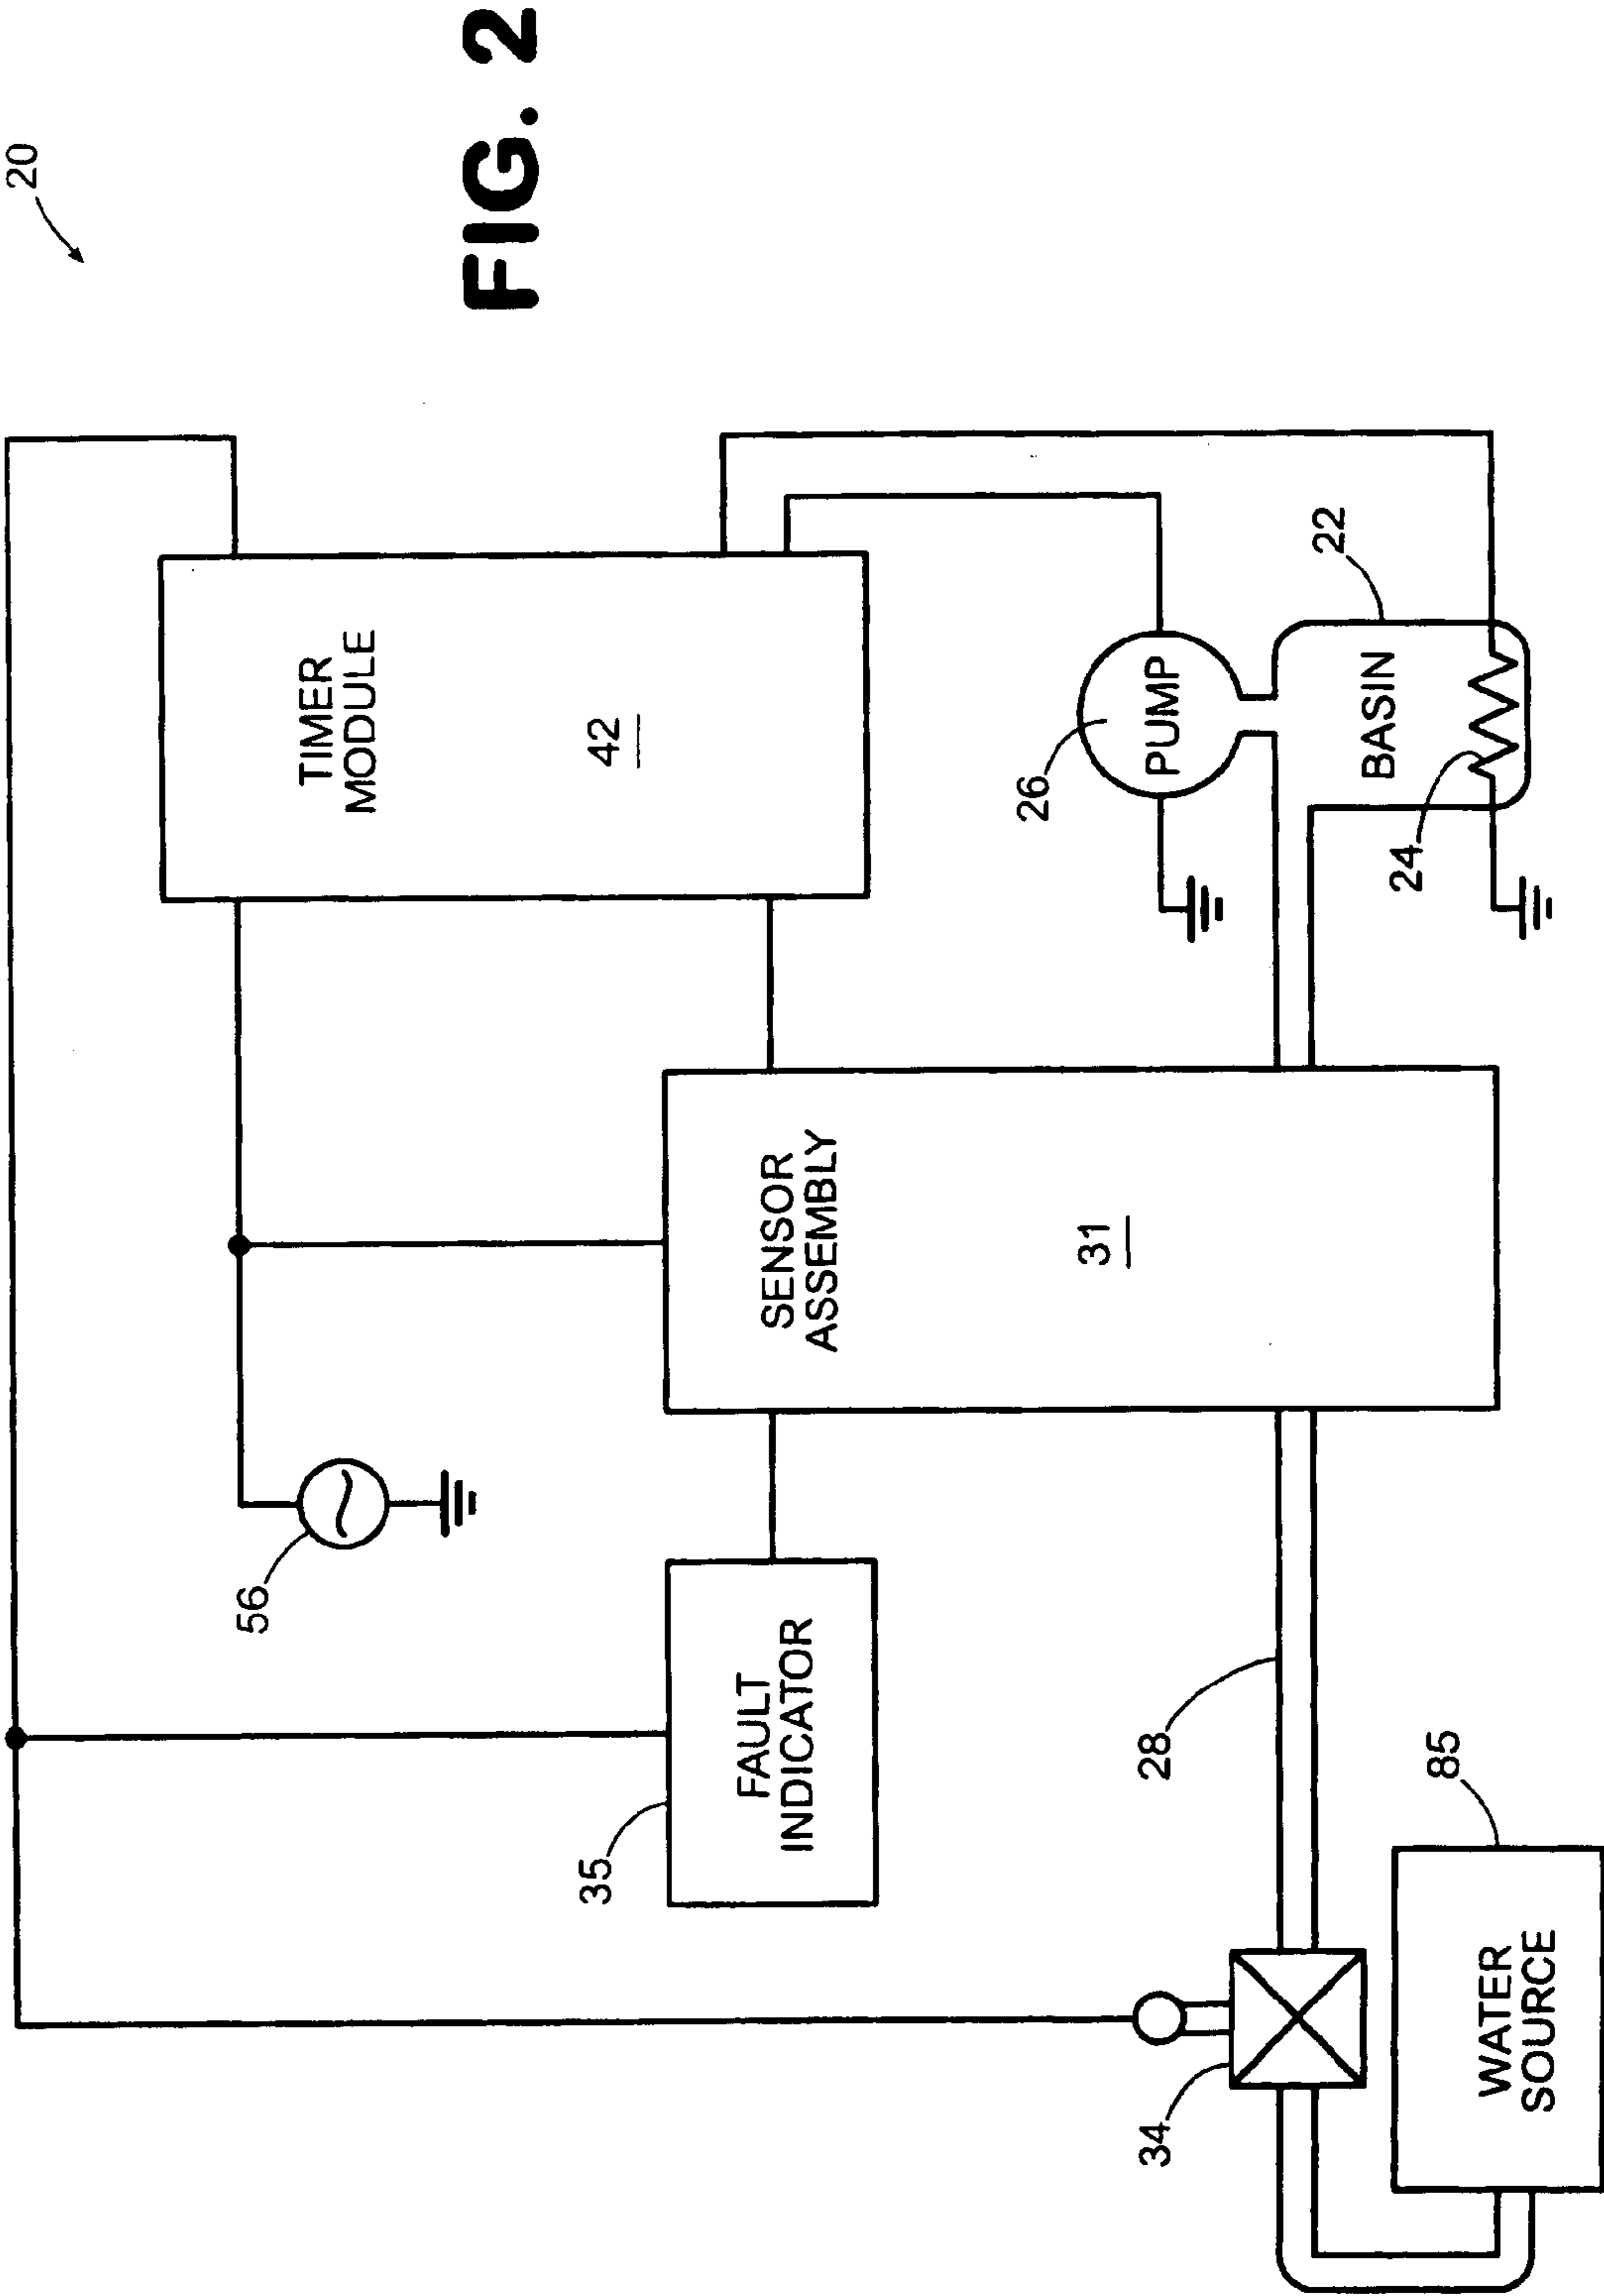 20
FIG. 2
TIMER
MODULE
42
56
SENSOR
ASSEMBLY
31
35
FAULT
INDICATOR
26
PUMP
22
BASIN
24
28
34
85
WATER
SOURCE